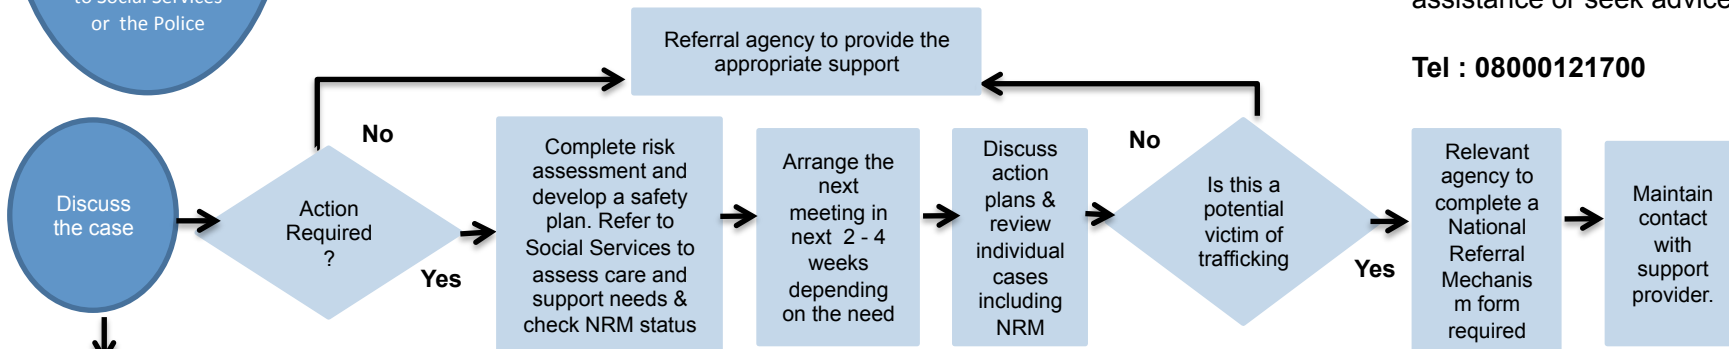 to Social Services
or the Police
assistance or seek advice
Tel : 08000121700
Referral agency to provide the
appropriate support
Discuss
the case
No
Action
Required
?
Yes
Complete risk
assessment and
develop a safety
plan. Refer to
Social Services to
assess care and
support needs &
check NRM status
Arrange the
next
meeting in
next 2 - 4
weeks
depending
on the need
Discuss
action
plans &
review
individual
cases
including
NRM
No
Is this a
potential
victim of
trafficking
Yes
Relevant
agency to
complete a
National
Referral
Mechanis
m form
required
Maintain
contact
with
support
provider.